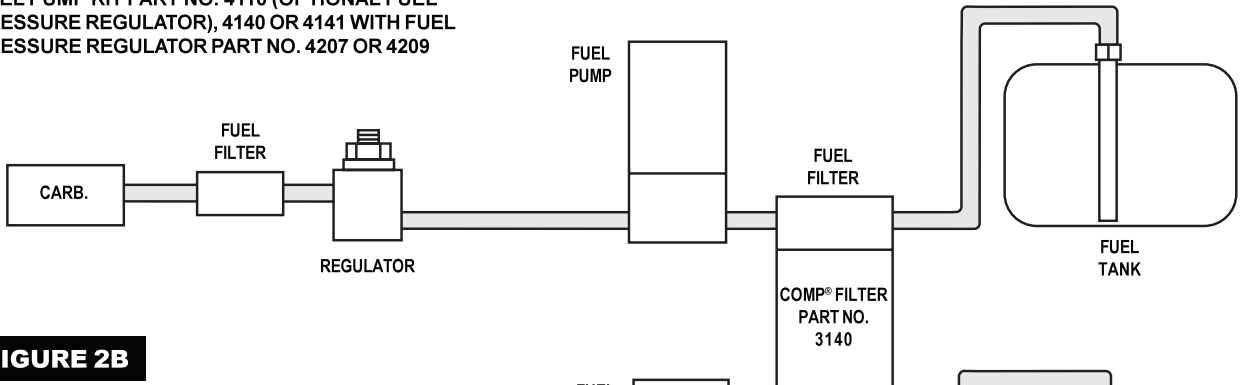 ESSURE REGULATOR), 4140 OR 4141 WITH FUEL
ESSURE REGULATOR PART NO. 4207 OR 4209
FUEL
PUMP
FUEL
FILTER
CARB.
REGULATOR
FUEL
FILTER
COMP® FILTER
PART NO.
3140
FUEL
TANK
IGURE 2B